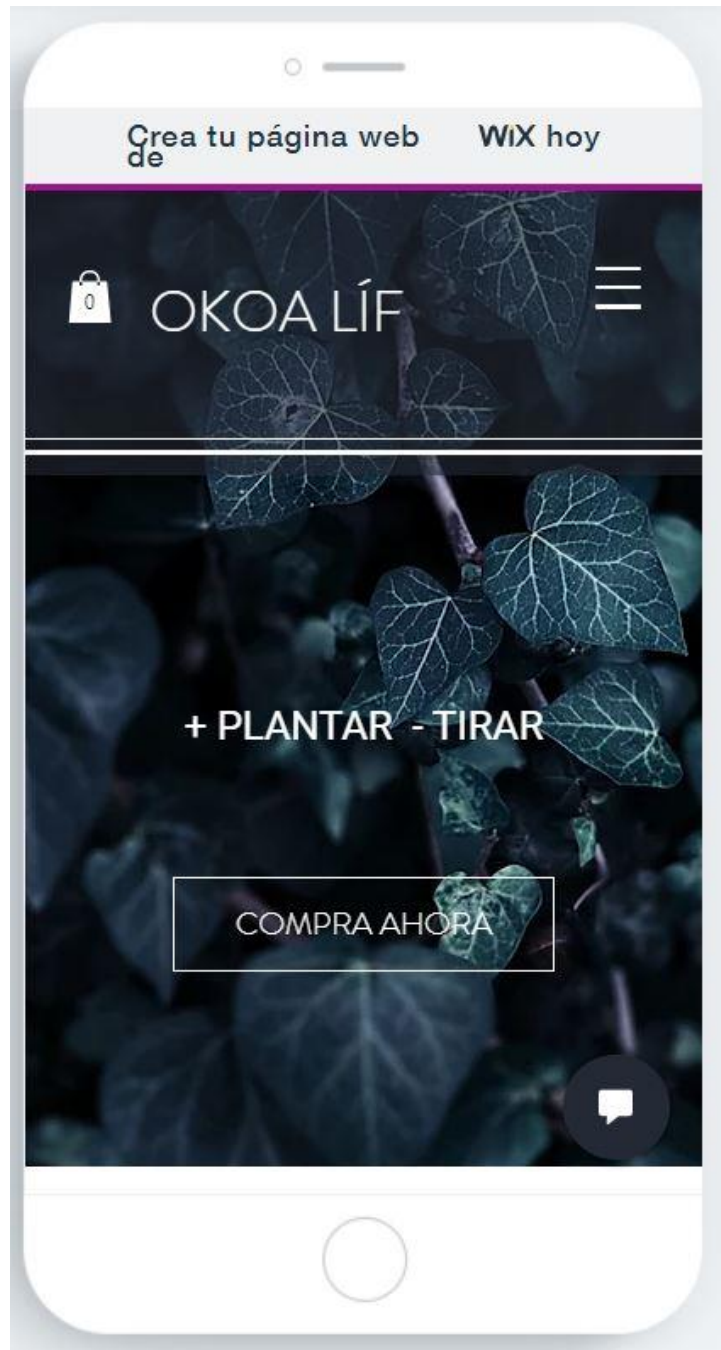 Crea tu página web WiX hoy
de
0
OKOA LÍF
+ PLANTAR - TIRAR
COMPRA AHORA